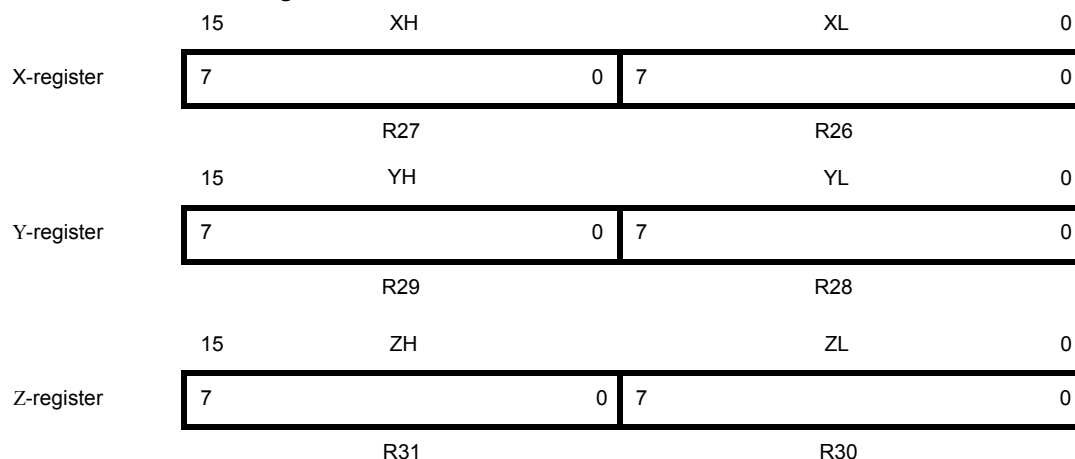 15 XH XL 0
X-register 7 0 7 0
R27 R26
15 YH YL 0
Y-register 7 0 7 0
R29 R28
15 ZH ZL 0
Z-register 7 0 7 0
R31 R30